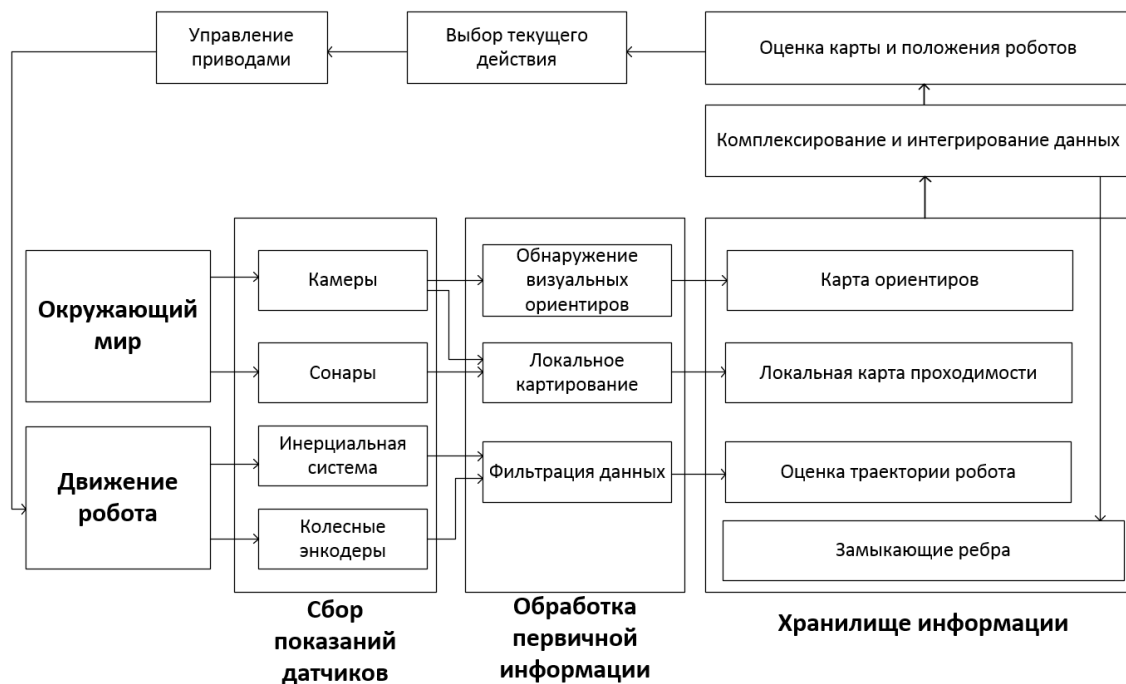 Управление
приводами
Выбор текущего
действия
Оценка карты и положения роботов
Комплексирование и интегрирование данных
Окружающий
мир
Движение
робота
Камеры
Сонары
Инерциальная
система
Колесные
энкодеры
Сбор
показаний
датчиков
Обнаружение
визуальных
ориентиров
Локальное
картирование
Фильтрация данных
Обработка
первичной
информации
Карта ориентиров
Локальная карта проходимости
Оценка траектории робота
Замыкающие ребра
Хранилище информации